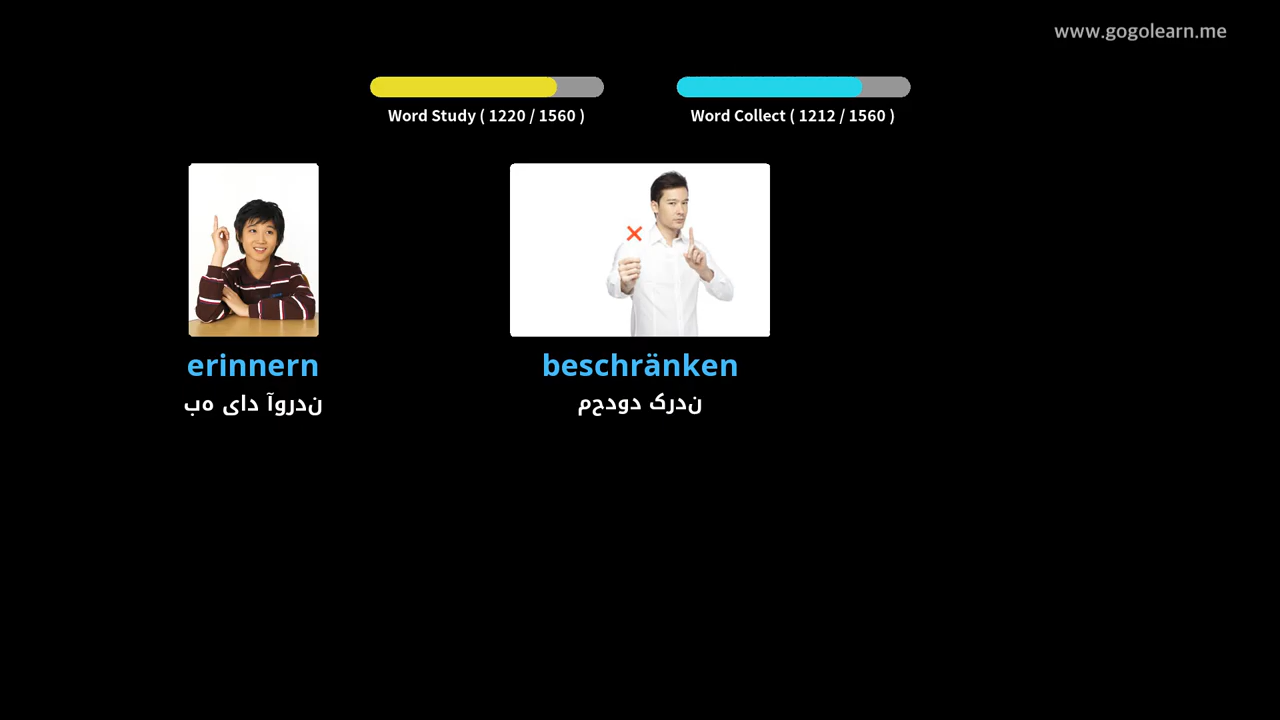 www.gogolearn.me
Word Study ( 1220 / 1560 )
Word Collect ( 1212 / 1560 )
erinnern
به یاد آوردن
beschränken
محدود کردن